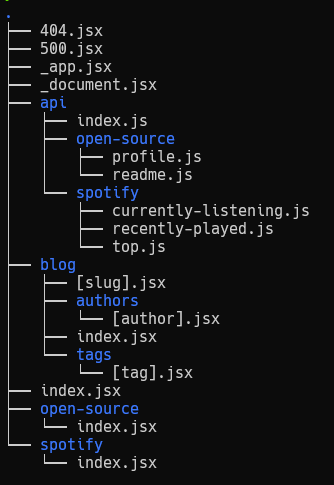 .
├── 404.jsx
├── 500.jsx
├── _app.jsx
├── _document.jsx
├── api
│   ├── index.js
│   ├── open-source
│   │   ├── profile.js
│   │   └── readme.js
│   └── spotify
│       ├── currently-listening.js
│       ├── recently-played.js
│       └── top.js
├── blog
│   ├── [slug].jsx
│   ├── authors
│   │   └── [author].jsx
│   ├── index.jsx
│   └── tags
│       └── [tag].jsx
├── index.jsx
├── open-source
│   └── index.jsx
└── spotify
    └── index.jsx